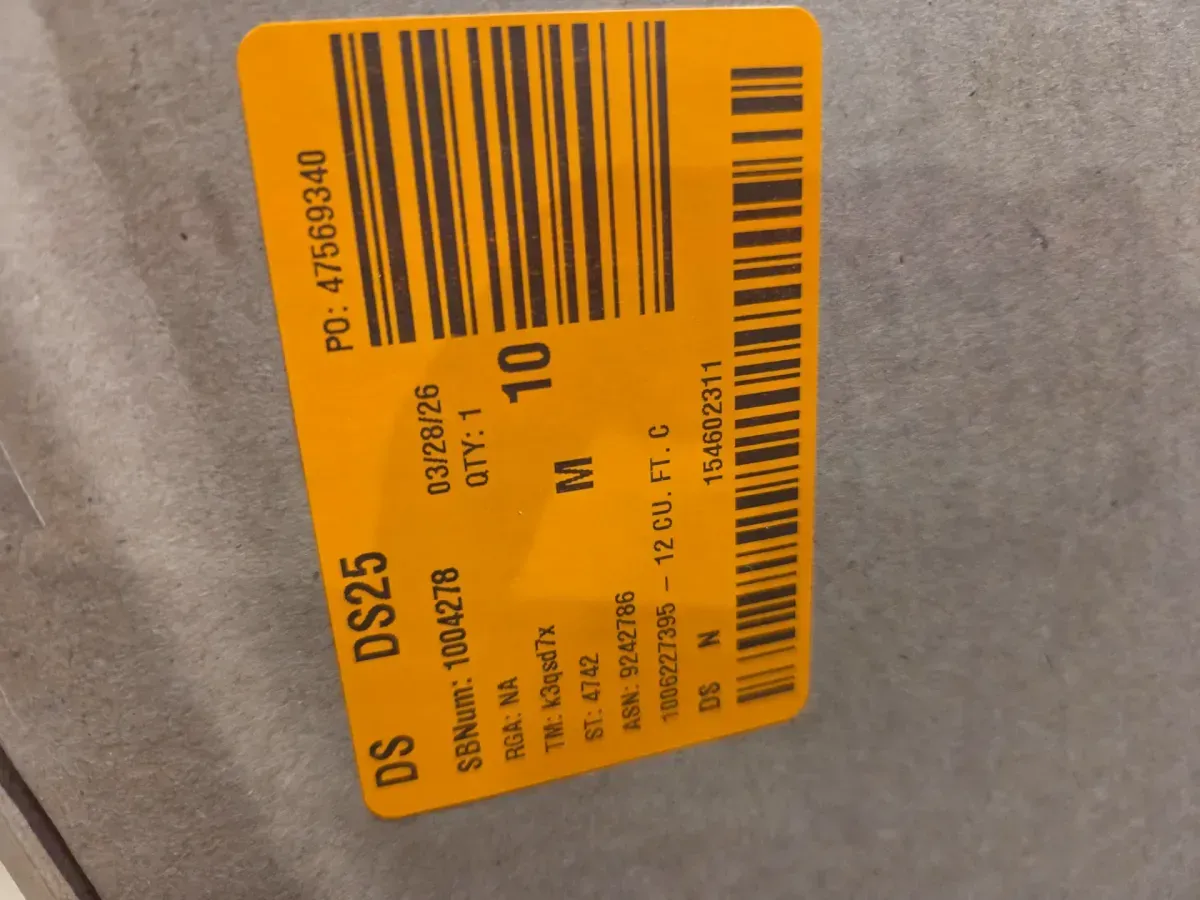 DS DS25 PO: 47569340
SBNum: 1004278 03/28/26
RGA: NA QTY: 1
TM: k3qsd7x 10
ST: 4742 M
ASN: 9242786
1006227395 – 12 CU. FT. C
DS N 154602311